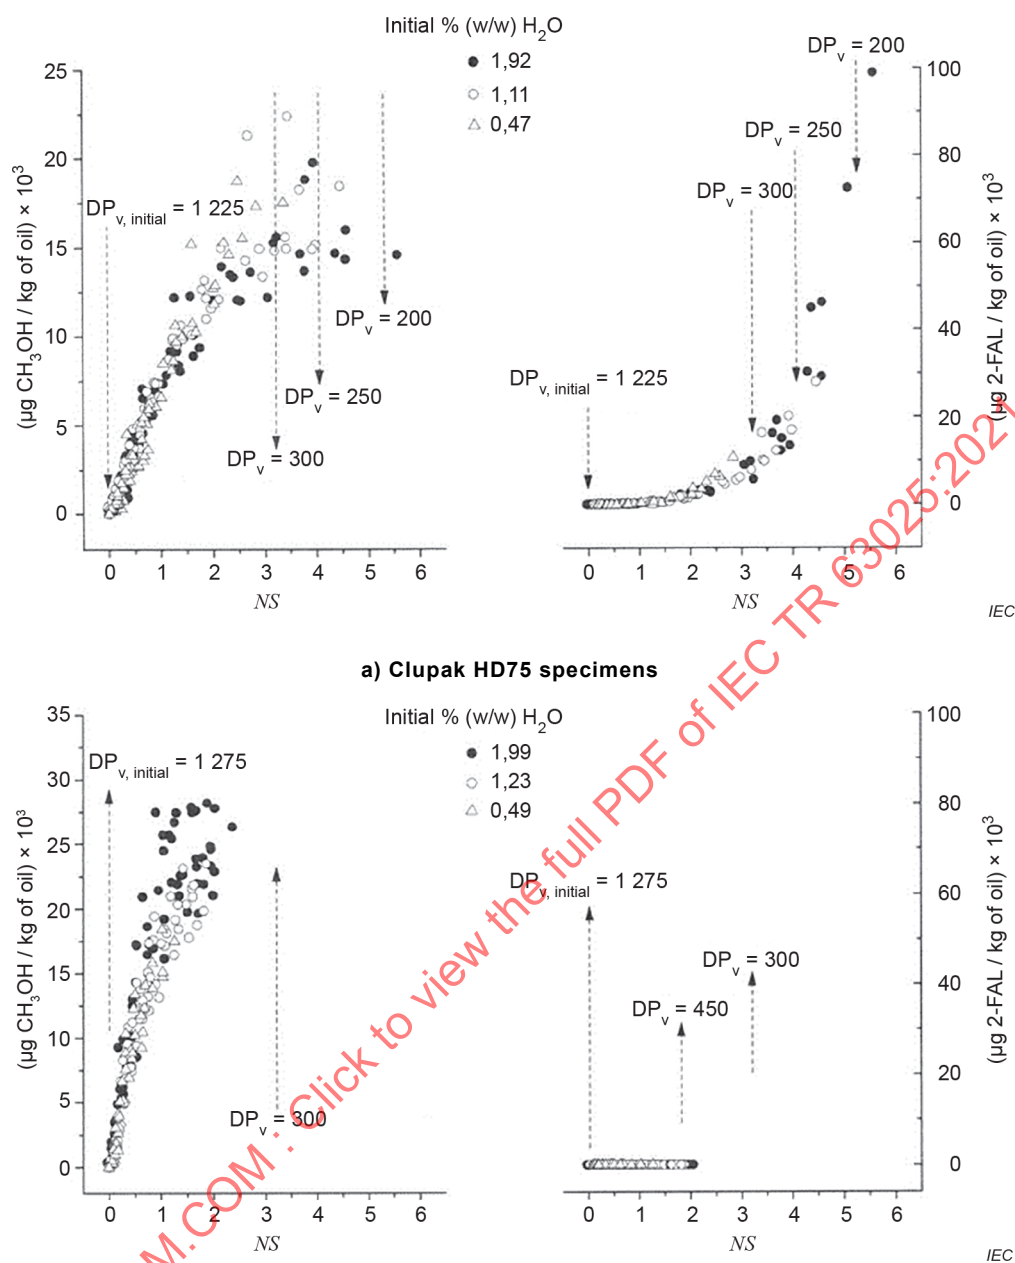 Initial % (w/w) H2O
1,92
1,11
0,47
25
20
15
10
5
0
(µg CH3OH / kg of oil) × 10³
DPv, initial = 1 225
DPv = 200
DPv = 250
DPv = 300
0 1 2 3 4 5 6
NS
DPv = 200
DPv = 250
DPv = 300
DPv, initial = 1 225
100
80
60
40
20
0
(µg 2-FAL / kg of oil) × 10³
0 1 2 3 4 5 6
NS
IEC
a) Clupak HD75 specimens
Initial % (w/w) H2O
1,99
1,23
0,49
35
30
25
20
15
10
5
0
(µg CH3OH / kg of oil) × 10³
DPv, initial = 1 275
DPv = 300
0 1 2 3 4 5 6
NS
DPv, initial = 1 275
DPv = 300
DPv = 450
100
80
60
40
20
0
(µg 2-FAL / kg of oil) × 10³
0 1 2 3 4 5 6
NS
IEC
M.COM : Click to view the full PDF of IEC TR 63025:2021